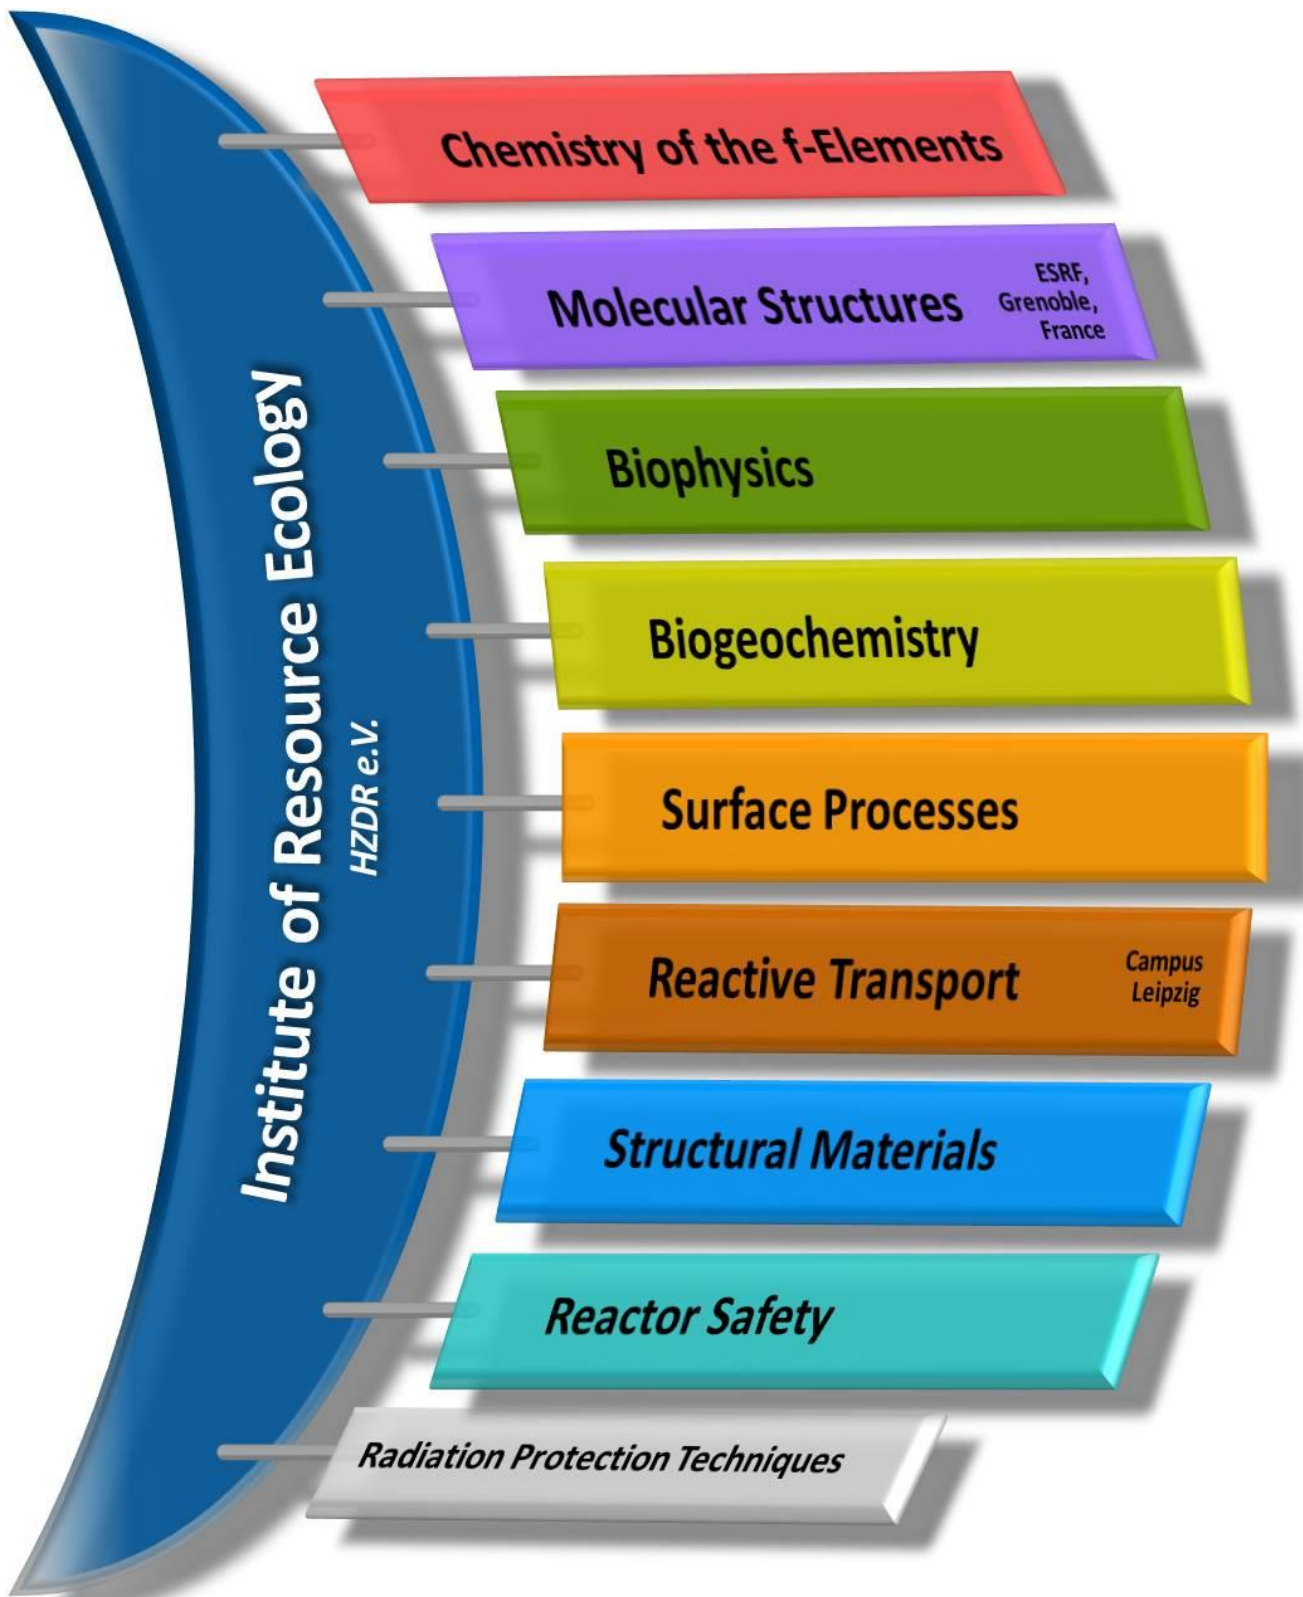 Institute of Resource Ecology
HZDR e.V.
Chemistry of the f-Elements
Molecular Structures
ESRF,
Grenoble,
France
Biophysics
Biogeochemistry
Surface Processes
Reactive Transport
Campus
Leipzig
Structural Materials
Reactor Safety
Radiation Protection Techniques